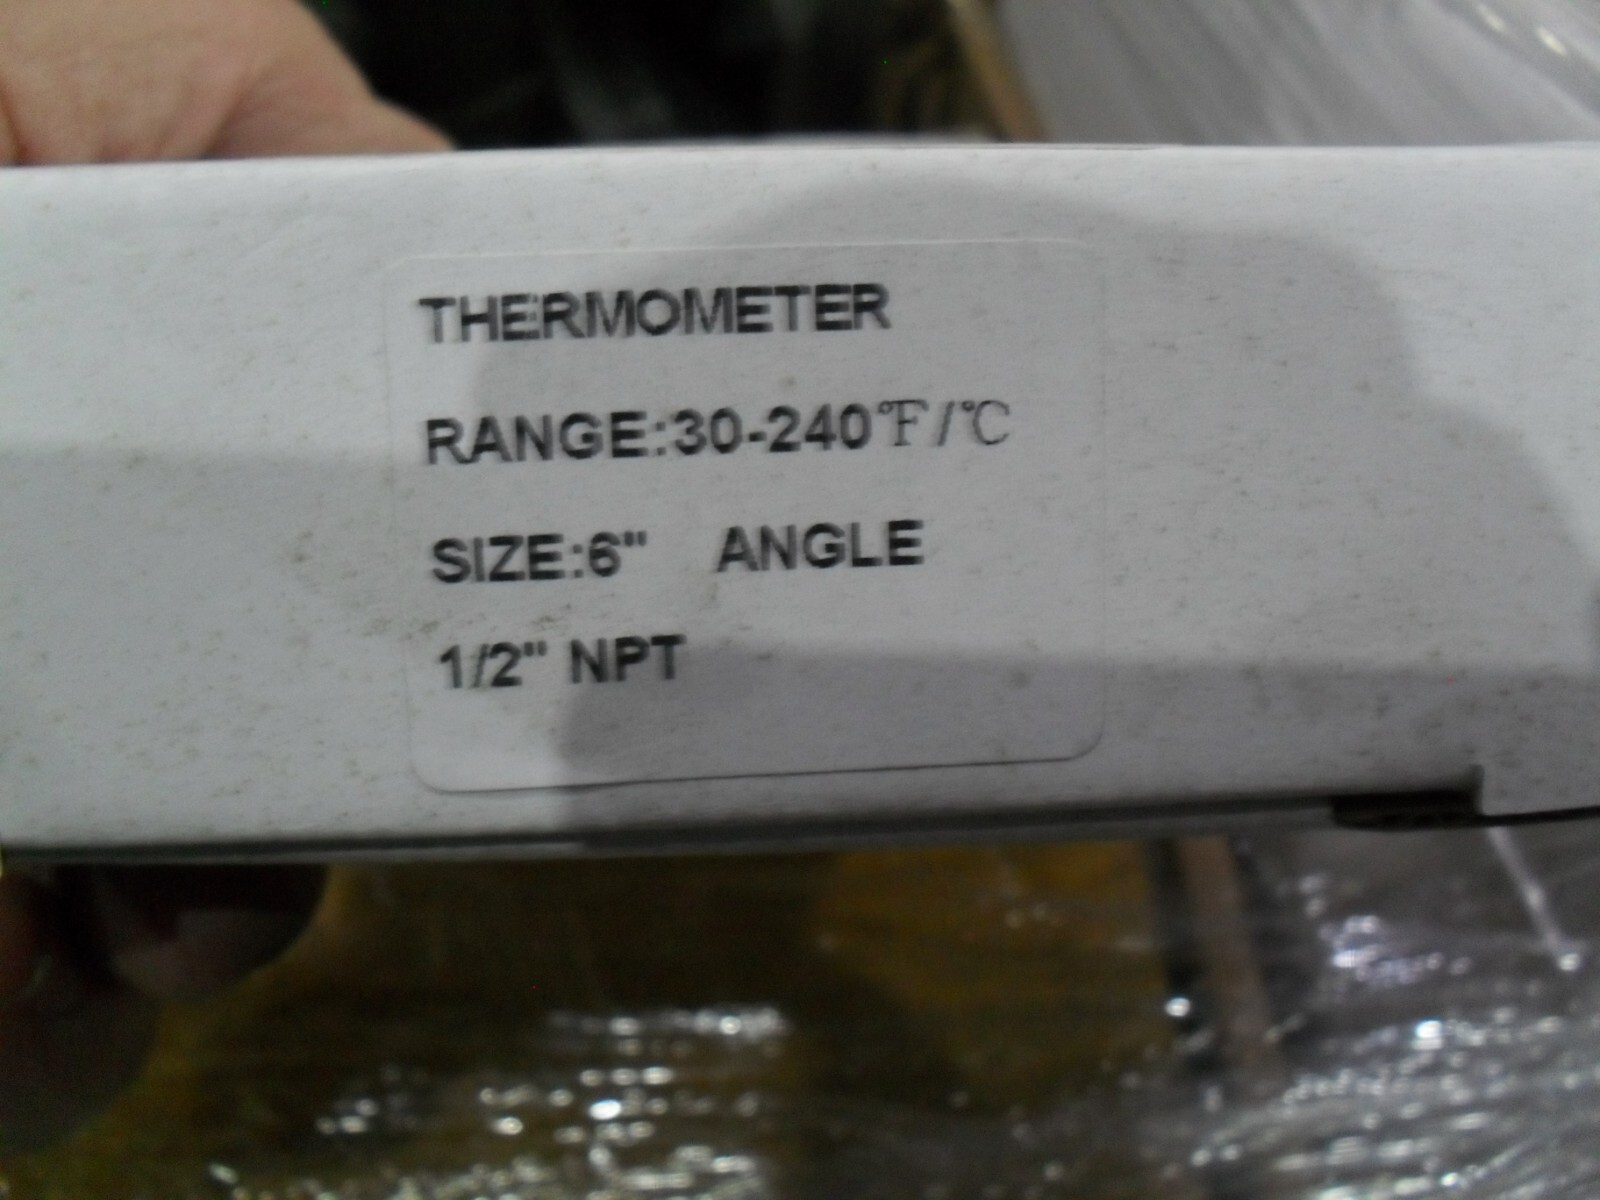 THERMOMETER
RANGE:30-240℉/℃
SIZE:6" ANGLE
1/2" NPT